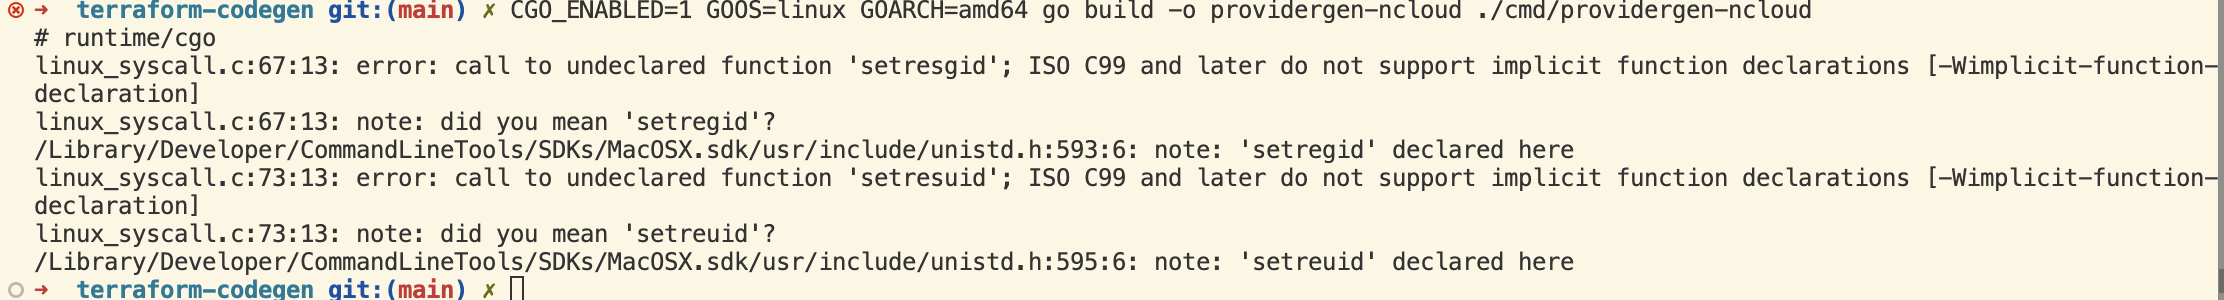 ➜  terraform-codegen git:(main) ✗ CGO_ENABLED=1 GOOS=linux GOARCH=amd64 go build -o providergen-ncloud ./cmd/providergen-ncloud
# runtime/cgo
linux_syscall.c:67:13: error: call to undeclared function 'setresgid'; ISO C99 and later do not support implicit function declarations [-Wimplicit-function-
declaration]
linux_syscall.c:67:13: note: did you mean 'setregid'?
/Library/Developer/CommandLineTools/SDKs/MacOSX.sdk/usr/include/unistd.h:593:6: note: 'setregid' declared here
linux_syscall.c:73:13: error: call to undeclared function 'setresuid'; ISO C99 and later do not support implicit function declarations [-Wimplicit-function-
declaration]
linux_syscall.c:73:13: note: did you mean 'setreuid'?
/Library/Developer/CommandLineTools/SDKs/MacOSX.sdk/usr/include/unistd.h:595:6: note: 'setreuid' declared here
➜  terraform-codegen git:(main) ✗